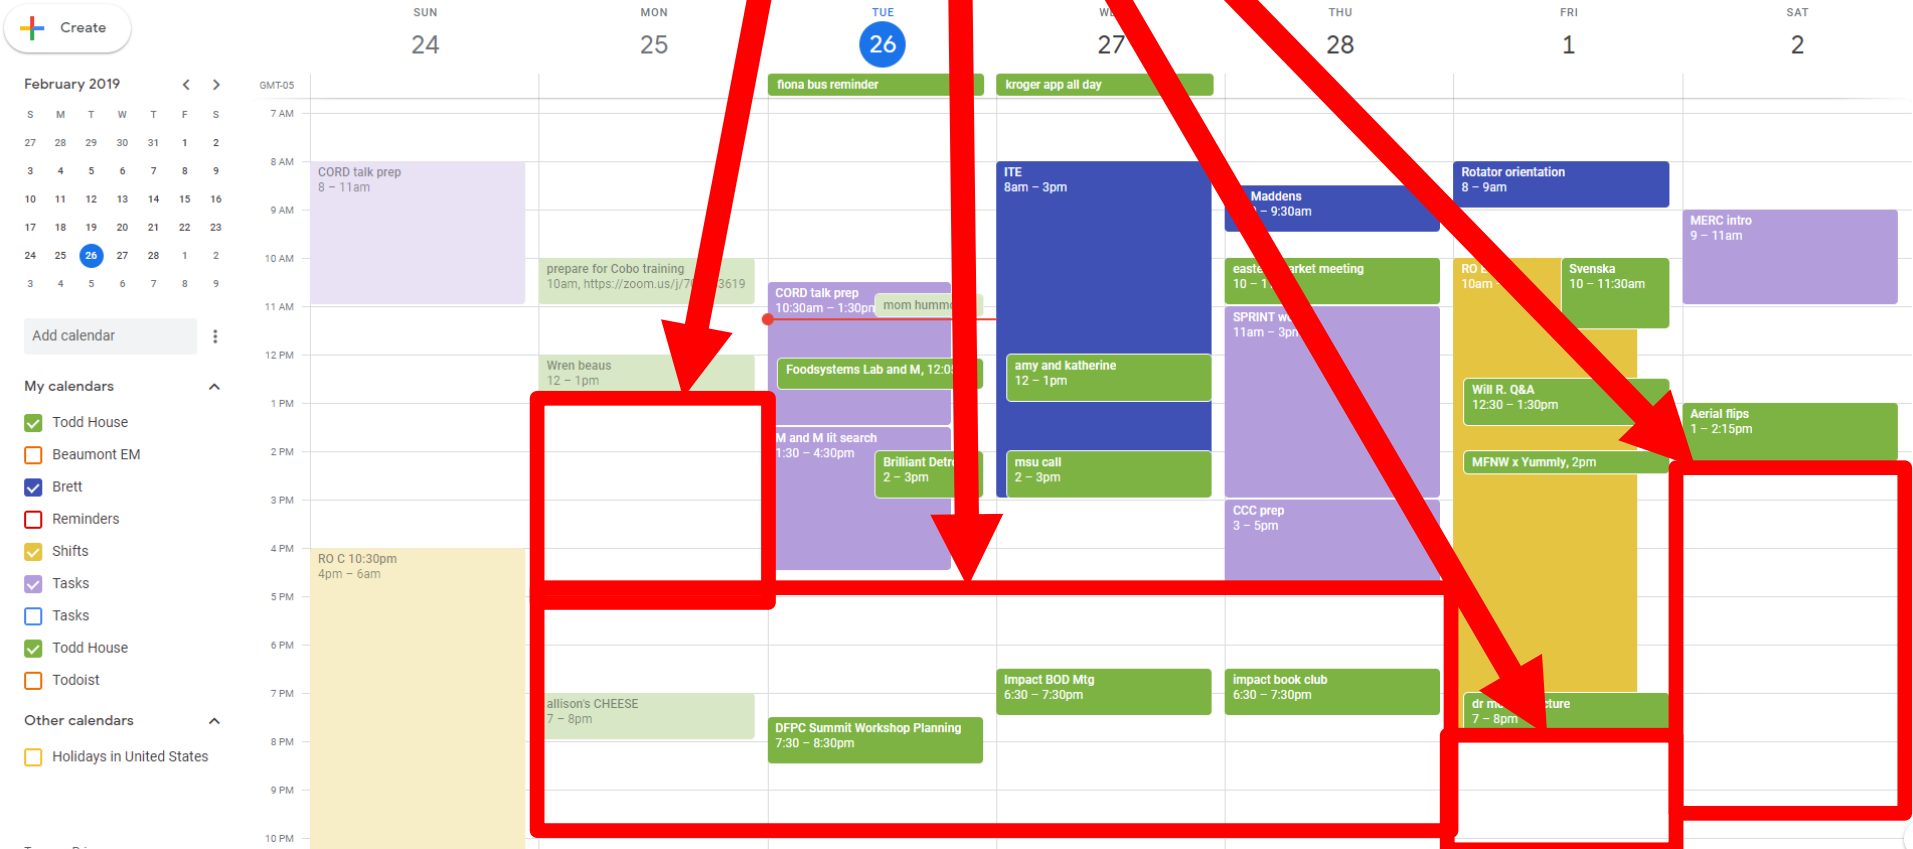 Create
SUN
MON
TUE
THU
FRI
SAT
24
25
26
27
28
1
2
February 2019
GMT-05
fiona bus reminder
kroger app all day
S M T W T F S
27 28 29 30 31 1 2
3 4 5 6 7 8 9
10 11 12 13 14 15 16
17 18 19 20 21 22 23
24 25 26 27 28 1 2
3 4 5 6 7 8 9
Add calendar
My calendars
Todd House
Beaumont EM
Brett
Reminders
Shifts
Tasks
Tasks
Todd House
Todoist
Other calendars
Holidays in United States
7 AM
8 AM
9 AM
10 AM
11 AM
12 PM
1 PM
2 PM
3 PM
4 PM
5 PM
6 PM
7 PM
8 PM
9 PM
10 PM
CORD talk prep
8 – 11am
RO C 10:30pm
4pm – 6am
prepare for Cobo training
10am, https://zoom.us/j/7 3619
Wren beaus
12 – 1pm
allison's CHEESE
7 – 8pm
CORD talk prep
10:30am – 1:30pm
mom
Foodsystems Lab and M, 12:0
M and M lit search
1:30 – 4:30pm
Brilliant
2 – 3pm
DFPC Summit Workshop Planning
7:30 – 8:30pm
ITE
8am – 3pm
amy and katherine
12 – 1pm
msu call
2 – 3pm
Impact BOD Mtg
6:30 – 7:30pm
Maddens
– 9:30am
market meeting
10 – 1
SPRINT
11am – 3pm
CCC prep
3 – 5pm
impact book club
6:30 – 7:30pm
Rotator orientation
8 – 9am
RO
10am
Svenska
10 – 11:30am
Will R. Q&A
12:30 – 1:30pm
MFNW x Yummly, 2pm
dr
7 – 8pm
MERC intro
9 – 11am
Aerial flips
1 – 2:15pm